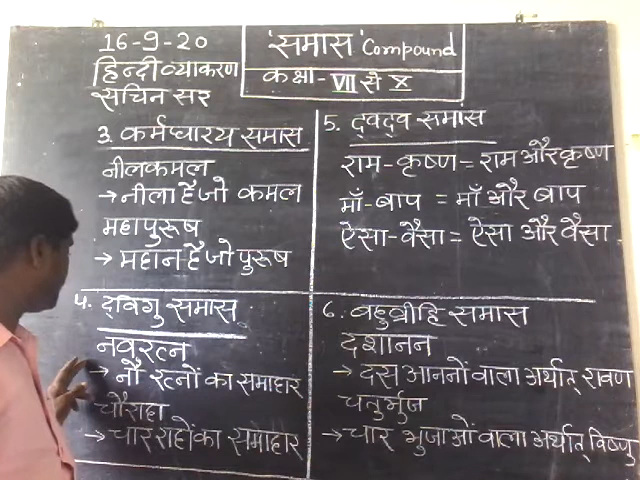 16-9-20
हिन्दी व्याकरण
सचिन सर
'समास' Compound
कक्षा- VII से X
3. कर्मध्वारय समास
नीलकमल
→ नीला है जो कमल
महापुरूष
→ महान है जो पुरूष
4. द्विगु समास
नवरत्न
→ नौ रत्नों का समाहार
चौराहा
→ चार राहों का समाहार
5. द्वद्व समास
राम-कृष्ण = राम और कृष्ण
माँ-बाप = माँ और बाप
ऐसा-वैसा = ऐसा और वैसा
6. बहुव्रीहि समास
दशानन
→ दस आननों वाला अर्थात् रावण
चतुर्भुज
→ चार भुजाओं वाला अर्थात् विष्णु